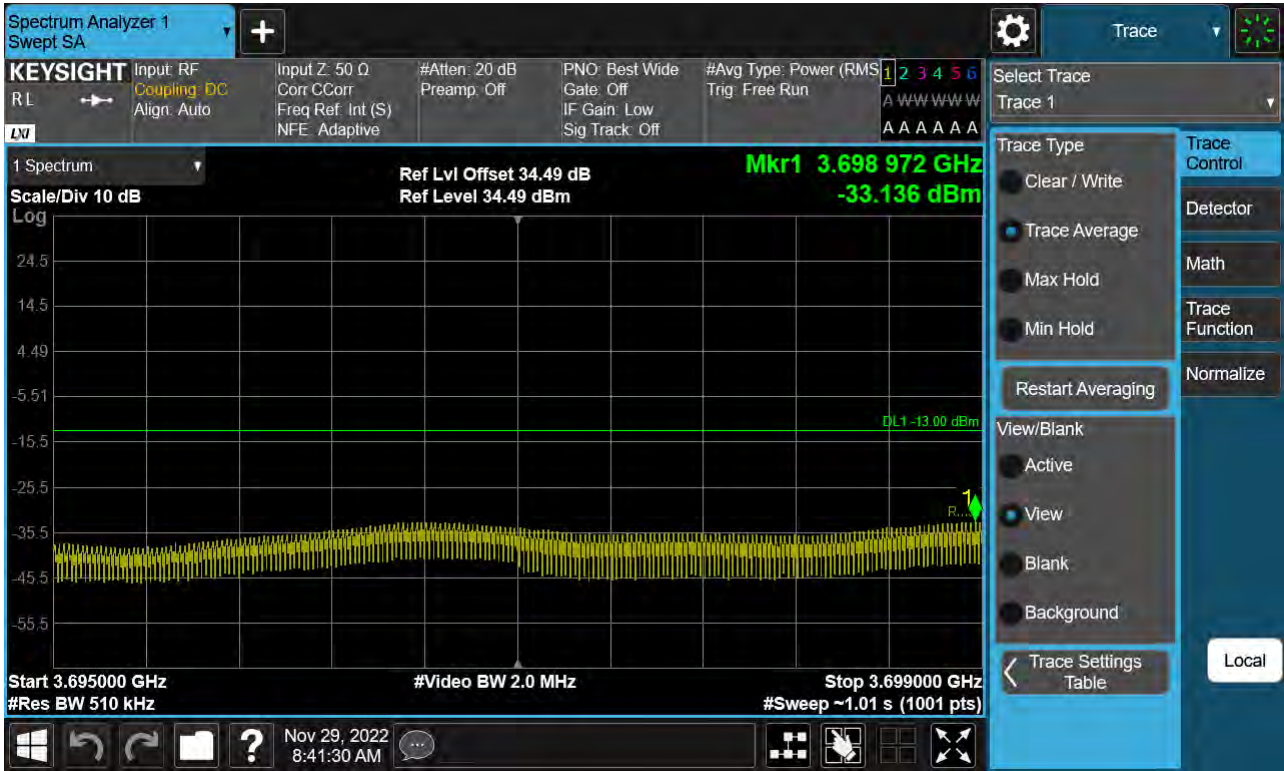 Spectrum Analyzer 1
Swept SA
Trace
KEYSIGHT
RL
LXI
Input: RF
Coupling: DC
Align: Auto
Input Z: 50 Ω
Corr CCorr
Freq Ref: Int (S)
NFE: Adaptive
#Atten: 20 dB
Preamp: Off
PNO: Best Wide
Gate: Off
IF Gain: Low
Sig Track: Off
#Avg Type: Power (RMS
Trig: Free Run
1 2 3 4 5 6
A W W W W W
A A A A A A
Select Trace
Trace 1
1 Spectrum
Scale/Div 10 dB
Log
Ref Lvl Offset 34.49 dB
Ref Level 34.49 dBm
Mkr1 3.698 972 GHz
-33.136 dBm
24.5
14.5
4.49
-5.51
-15.5
-25.5
-35.5
-45.5
-55.5
DL1 -13.00 dBm
1
R...
Start 3.695000 GHz
#Res BW 510 kHz
#Video BW 2.0 MHz
Stop 3.699000 GHz
#Sweep ~1.01 s (1001 pts)
Trace Type
Clear / Write
Trace Average
Max Hold
Min Hold
Restart Averaging
View/Blank
Active
View
Blank
Background
Trace Settings
Table
Trace
Control
Detector
Math
Trace
Function
Normalize
Local
?
Nov 29, 2022
8:41:30 AM